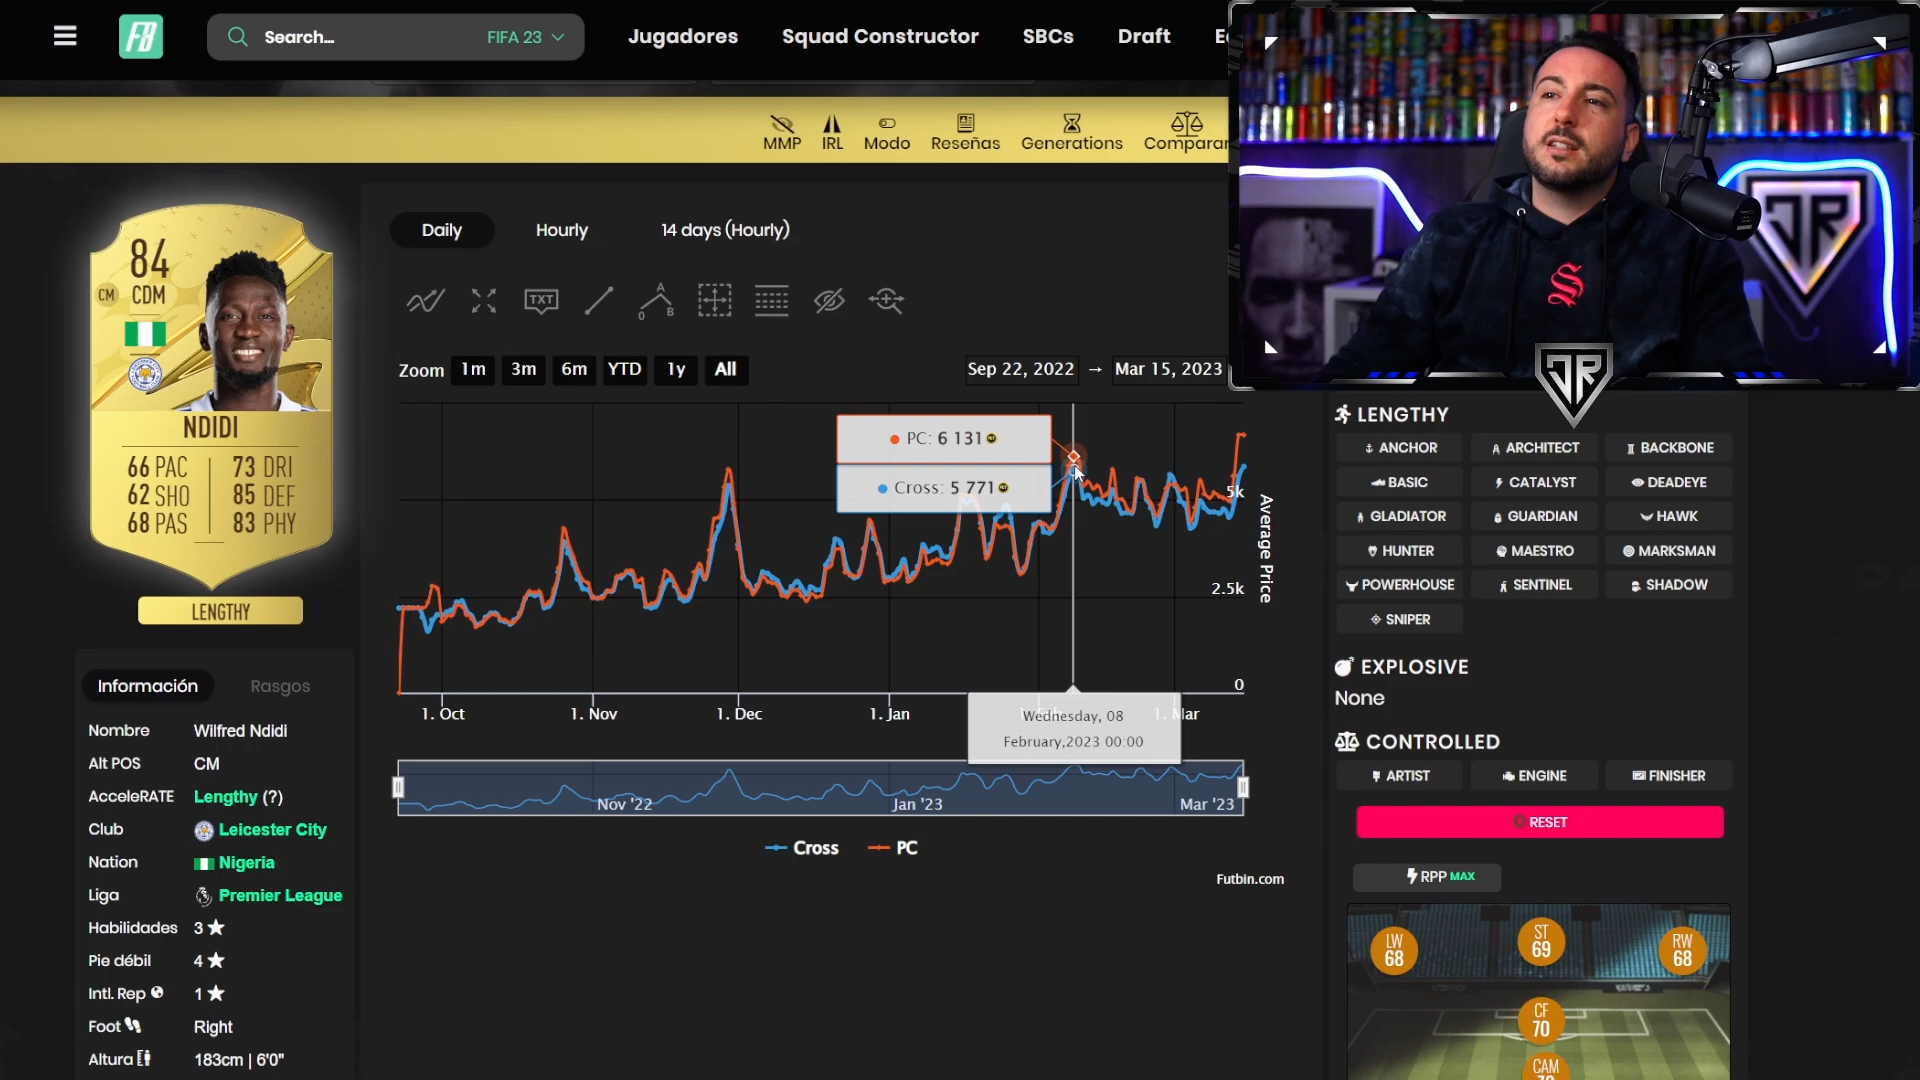 Search...
FIFA 23
Jugadores
Squad Constructor
SBCs
Draft
MMP
IRL
Modo
Reseñas
Generations
Comparar
84
CDM
CM
NDIDI
66 PAC
73 DRI
62 SHO
85 DEF
68 PAS
83 PHY
LENGTHY
Daily
Hourly
14 days (Hourly)
TXT
A
0
B
Zoom
1m
3m
6m
YTD
1y
All
Sep 22, 2022 → Mar 15, 2023
PC: 6 131
Cross: 5 771
5k
2.5k
0
Average Price
1. Oct
1. Nov
1. Dec
1. Jan
1. Mar
Wednesday, 08
February,2023 00:00
Nov '22
Jan '23
Mar '23
Cross
PC
Futbin.com
Información
Rasgos
Nombre Wilfred Ndidi
Alt POS CM
AcceleRATE Lengthy (?)
Club Leicester City
Nation Nigeria
Liga Premier League
Habilidades 3
Pie débil 4
Intl. Rep 1
Foot Right
Altura 183cm | 6'0"
JR
JR
LENGTHY
ANCHOR
ARCHITECT
BACKBONE
BASIC
CATALYST
DEADEYE
GLADIATOR
GUARDIAN
HAWK
HUNTER
MAESTRO
MARKSMAN
POWERHOUSE
SENTINEL
SHADOW
SNIPER
EXPLOSIVE
None
CONTROLLED
ARTIST
ENGINE
FINISHER
RESET
RPP MAX
LW
68
ST
69
RW
68
CF
70
CAM